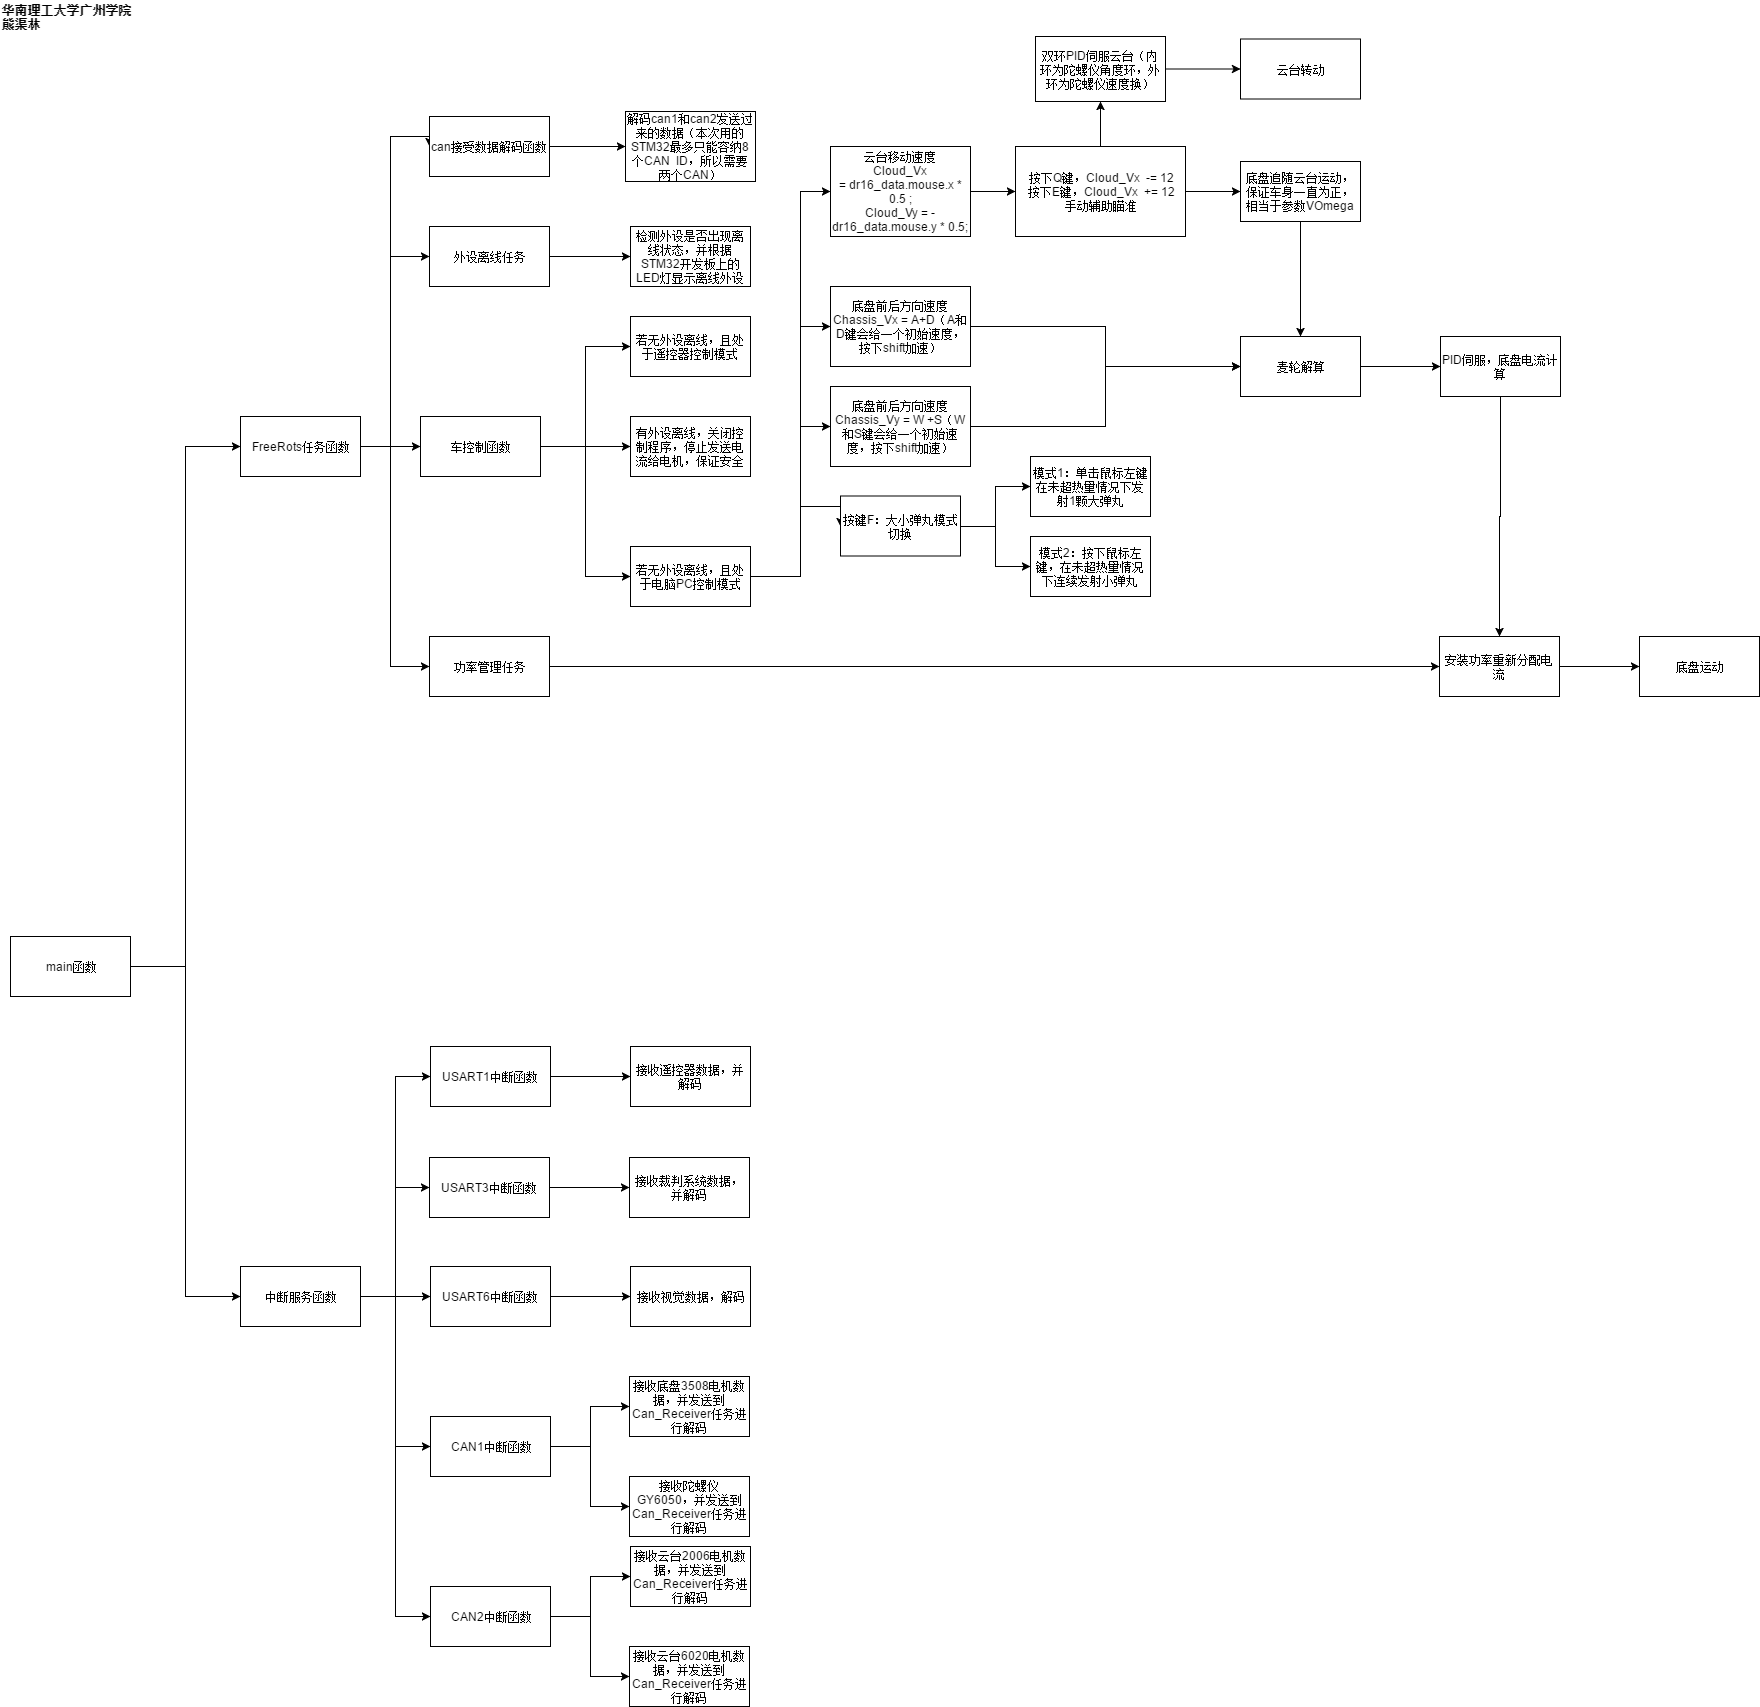 华南理工大学广州学院
熊渠林
双环PID伺服云台（内
环为陀螺仪角度环，外
环为陀螺仪速度换）
云台转动
can接受数据解码函数
解码can1和can2发送过
来的数据（本次用的
STM32最多只能容纳8
个CAN  ID，所以需要
两个CAN）
云台移动速度
Cloud_Vx
= dr16_data.mouse.x *
0.5 ;
Cloud_Vy = -
dr16_data.mouse.y * 0.5;
按下Q键，Cloud_Vx  -= 12
按下E键，Cloud_Vx  += 12
手动辅助瞄准
底盘追随云台运动，
保证车身一直为正，
相当于参数VOmega
外设离线任务
检测外设是否出现离
线状态，并根据
STM32开发板上的
LED灯显示离线外设
若无外设离线，且处
于遥控器控制模式
底盘前后方向速度
Chassis_Vx = A+D（A和
D键会给一个初始速度，
按下shift加速）
麦轮解算
PID伺服，底盘电流计
算
FreeRots任务函数
车控制函数
有外设离线，关闭控
制程序，停止发送电
流给电机，保证安全
底盘前后方向速度
Chassis_Vy = W +S（W
和S键会给一个初始速
度，按下shift加速）
若无外设离线，且处
于电脑PC控制模式
按键F：大小弹丸模式
切换
模式1：单击鼠标左键
在未超热量情况下发
射1颗大弹丸
模式2：按下鼠标左
键，在未超热量情况
下连续发射小弹丸
功率管理任务
安装功率重新分配电
流
底盘运动
main函数
USART1中断函数
接收遥控器数据，并
解码
USART3中断函数
接收裁判系统数据，
并解码
中断服务函数
USART6中断函数
接收视觉数据，解码
CAN1中断函数
接收底盘3508电机数
据，并发送到
Can_Receiver任务进
行解码
接收陀螺仪
GY6050，并发送到
Can_Receiver任务进
行解码
CAN2中断函数
接收云台2006电机数
据，并发送到
Can_Receiver任务进
行解码
接收云台6020电机数
据，并发送到
Can_Receiver任务进
行解码